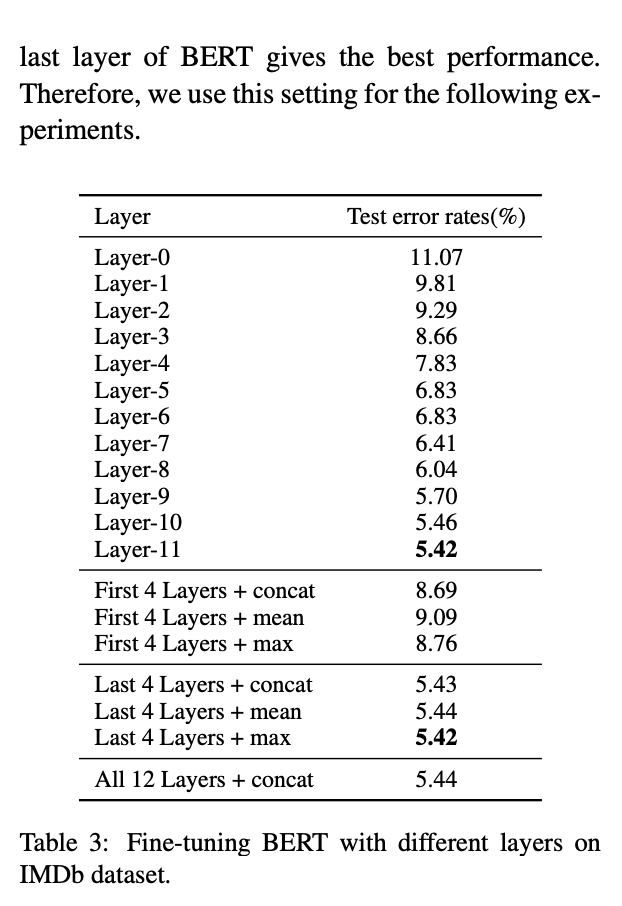 last layer of BERT gives the best performance.
Therefore, we use this setting for the following ex-
periments.
Layer Test error rates(%)
Layer-0 11.07
Layer-1 9.81
Layer-2 9.29
Layer-3 8.66
Layer-4 7.83
Layer-5 6.83
Layer-6 6.83
Layer-7 6.41
Layer-8 6.04
Layer-9 5.70
Layer-10 5.46
Layer-11 5.42
First 4 Layers + concat 8.69
First 4 Layers + mean 9.09
First 4 Layers + max 8.76
Last 4 Layers + concat 5.43
Last 4 Layers + mean 5.44
Last 4 Layers + max 5.42
All 12 Layers + concat 5.44
Table 3: Fine-tuning BERT with different layers on
IMDb dataset.